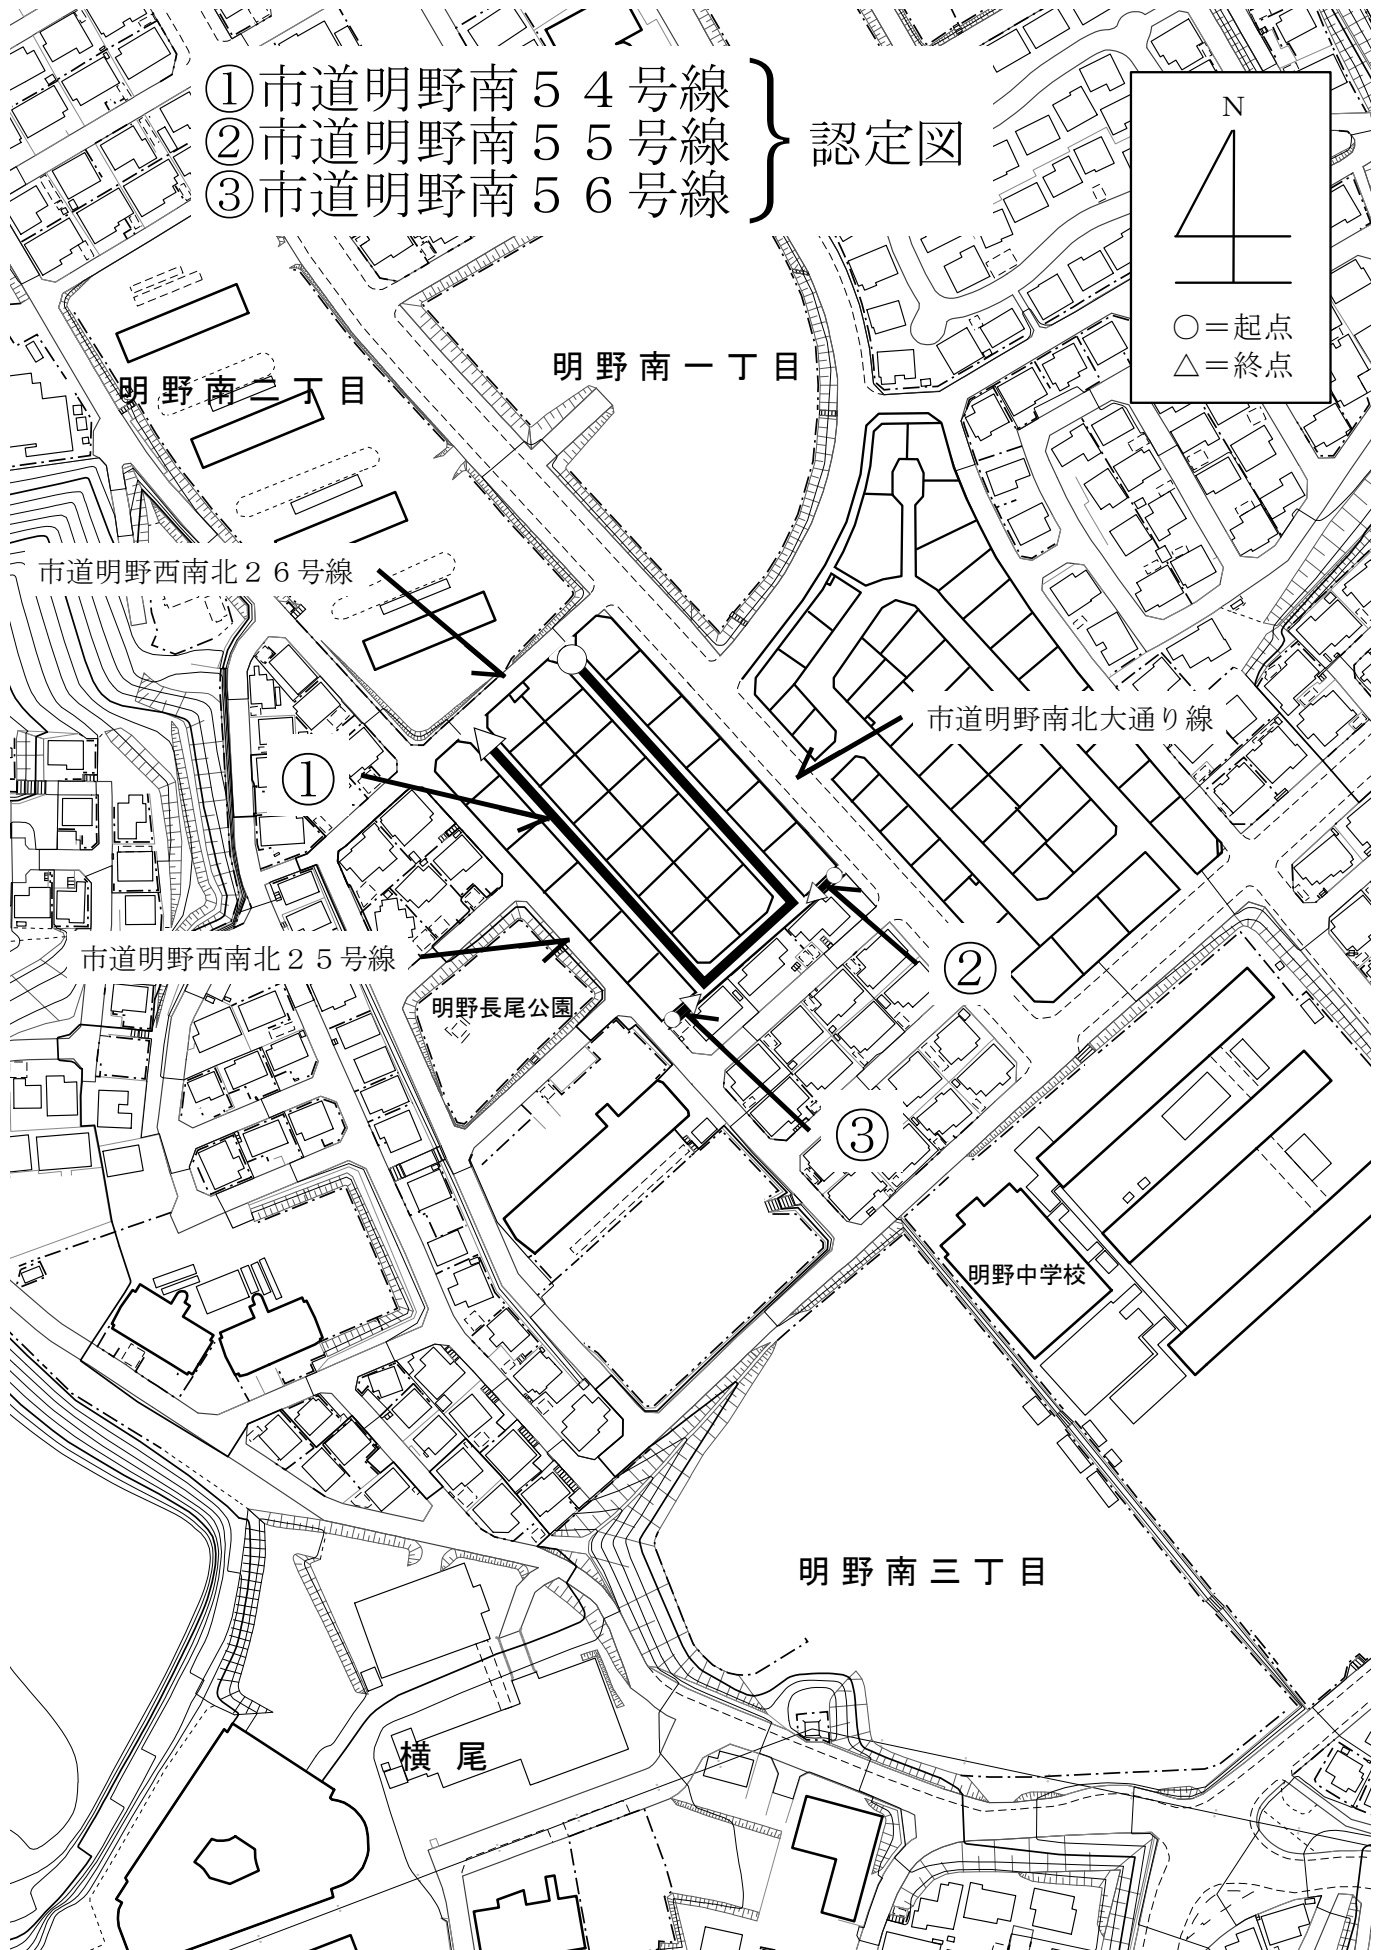 ①市道明野南５４号線
②市道明野南５５号線
③市道明野南５６号線
認定図
N
○＝起点
△＝終点
明野南一丁目
明野南二丁目
市道明野西南北２６号線
市道明野南北大通り線
①
市道明野西南北２５号線
②
明野長尾公園
③
明野中学校
明野南三丁目
横尾